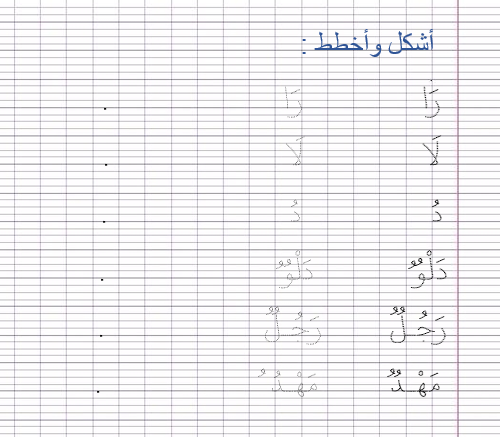 أشكل وأخطط :
رَا رَا
لَا لَا
دُ دُ
دَلْوٌ دَلْوٌ
رَجُلٌ رَجُلٌ
مَهْدٌ مَهْدُ ُ